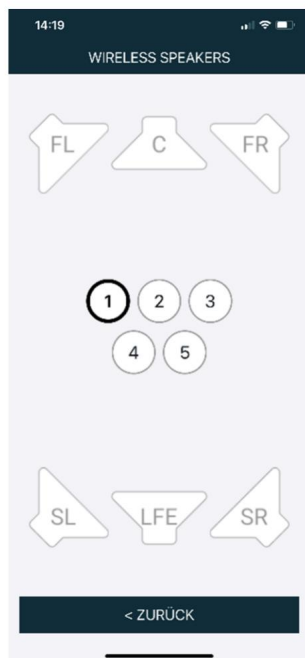 14:19
WIRELESS SPEAKERS
FL C FR
1 2 3
4 5
SL LFE SR
< ZURÜCK